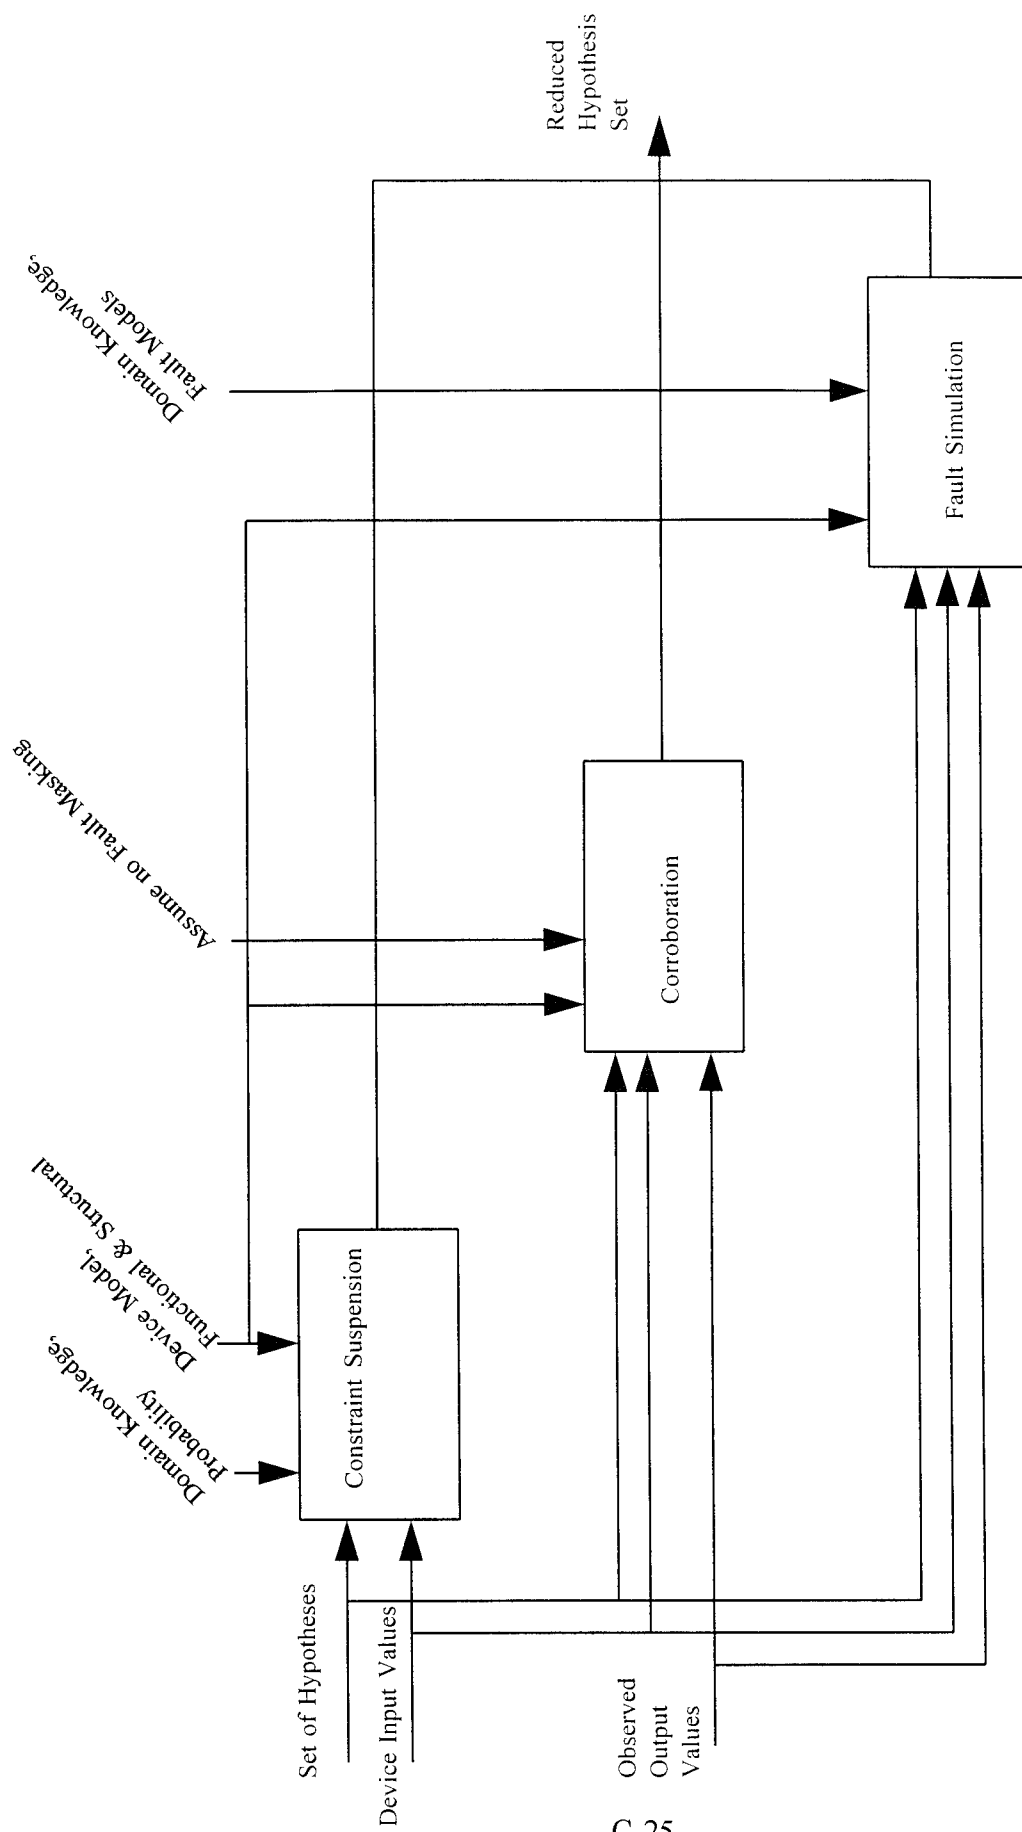 Domain Knowledge,
Probability
Device Model,
Functional & Structural
Assume no Fault Masking
Domain Knowledge,
Fault Models
Set of Hypotheses
Device Input Values
Observed
Output
Values
Constraint Suspension
Corroboration
Fault Simulation
Reduced
Hypothesis
Set
C-25